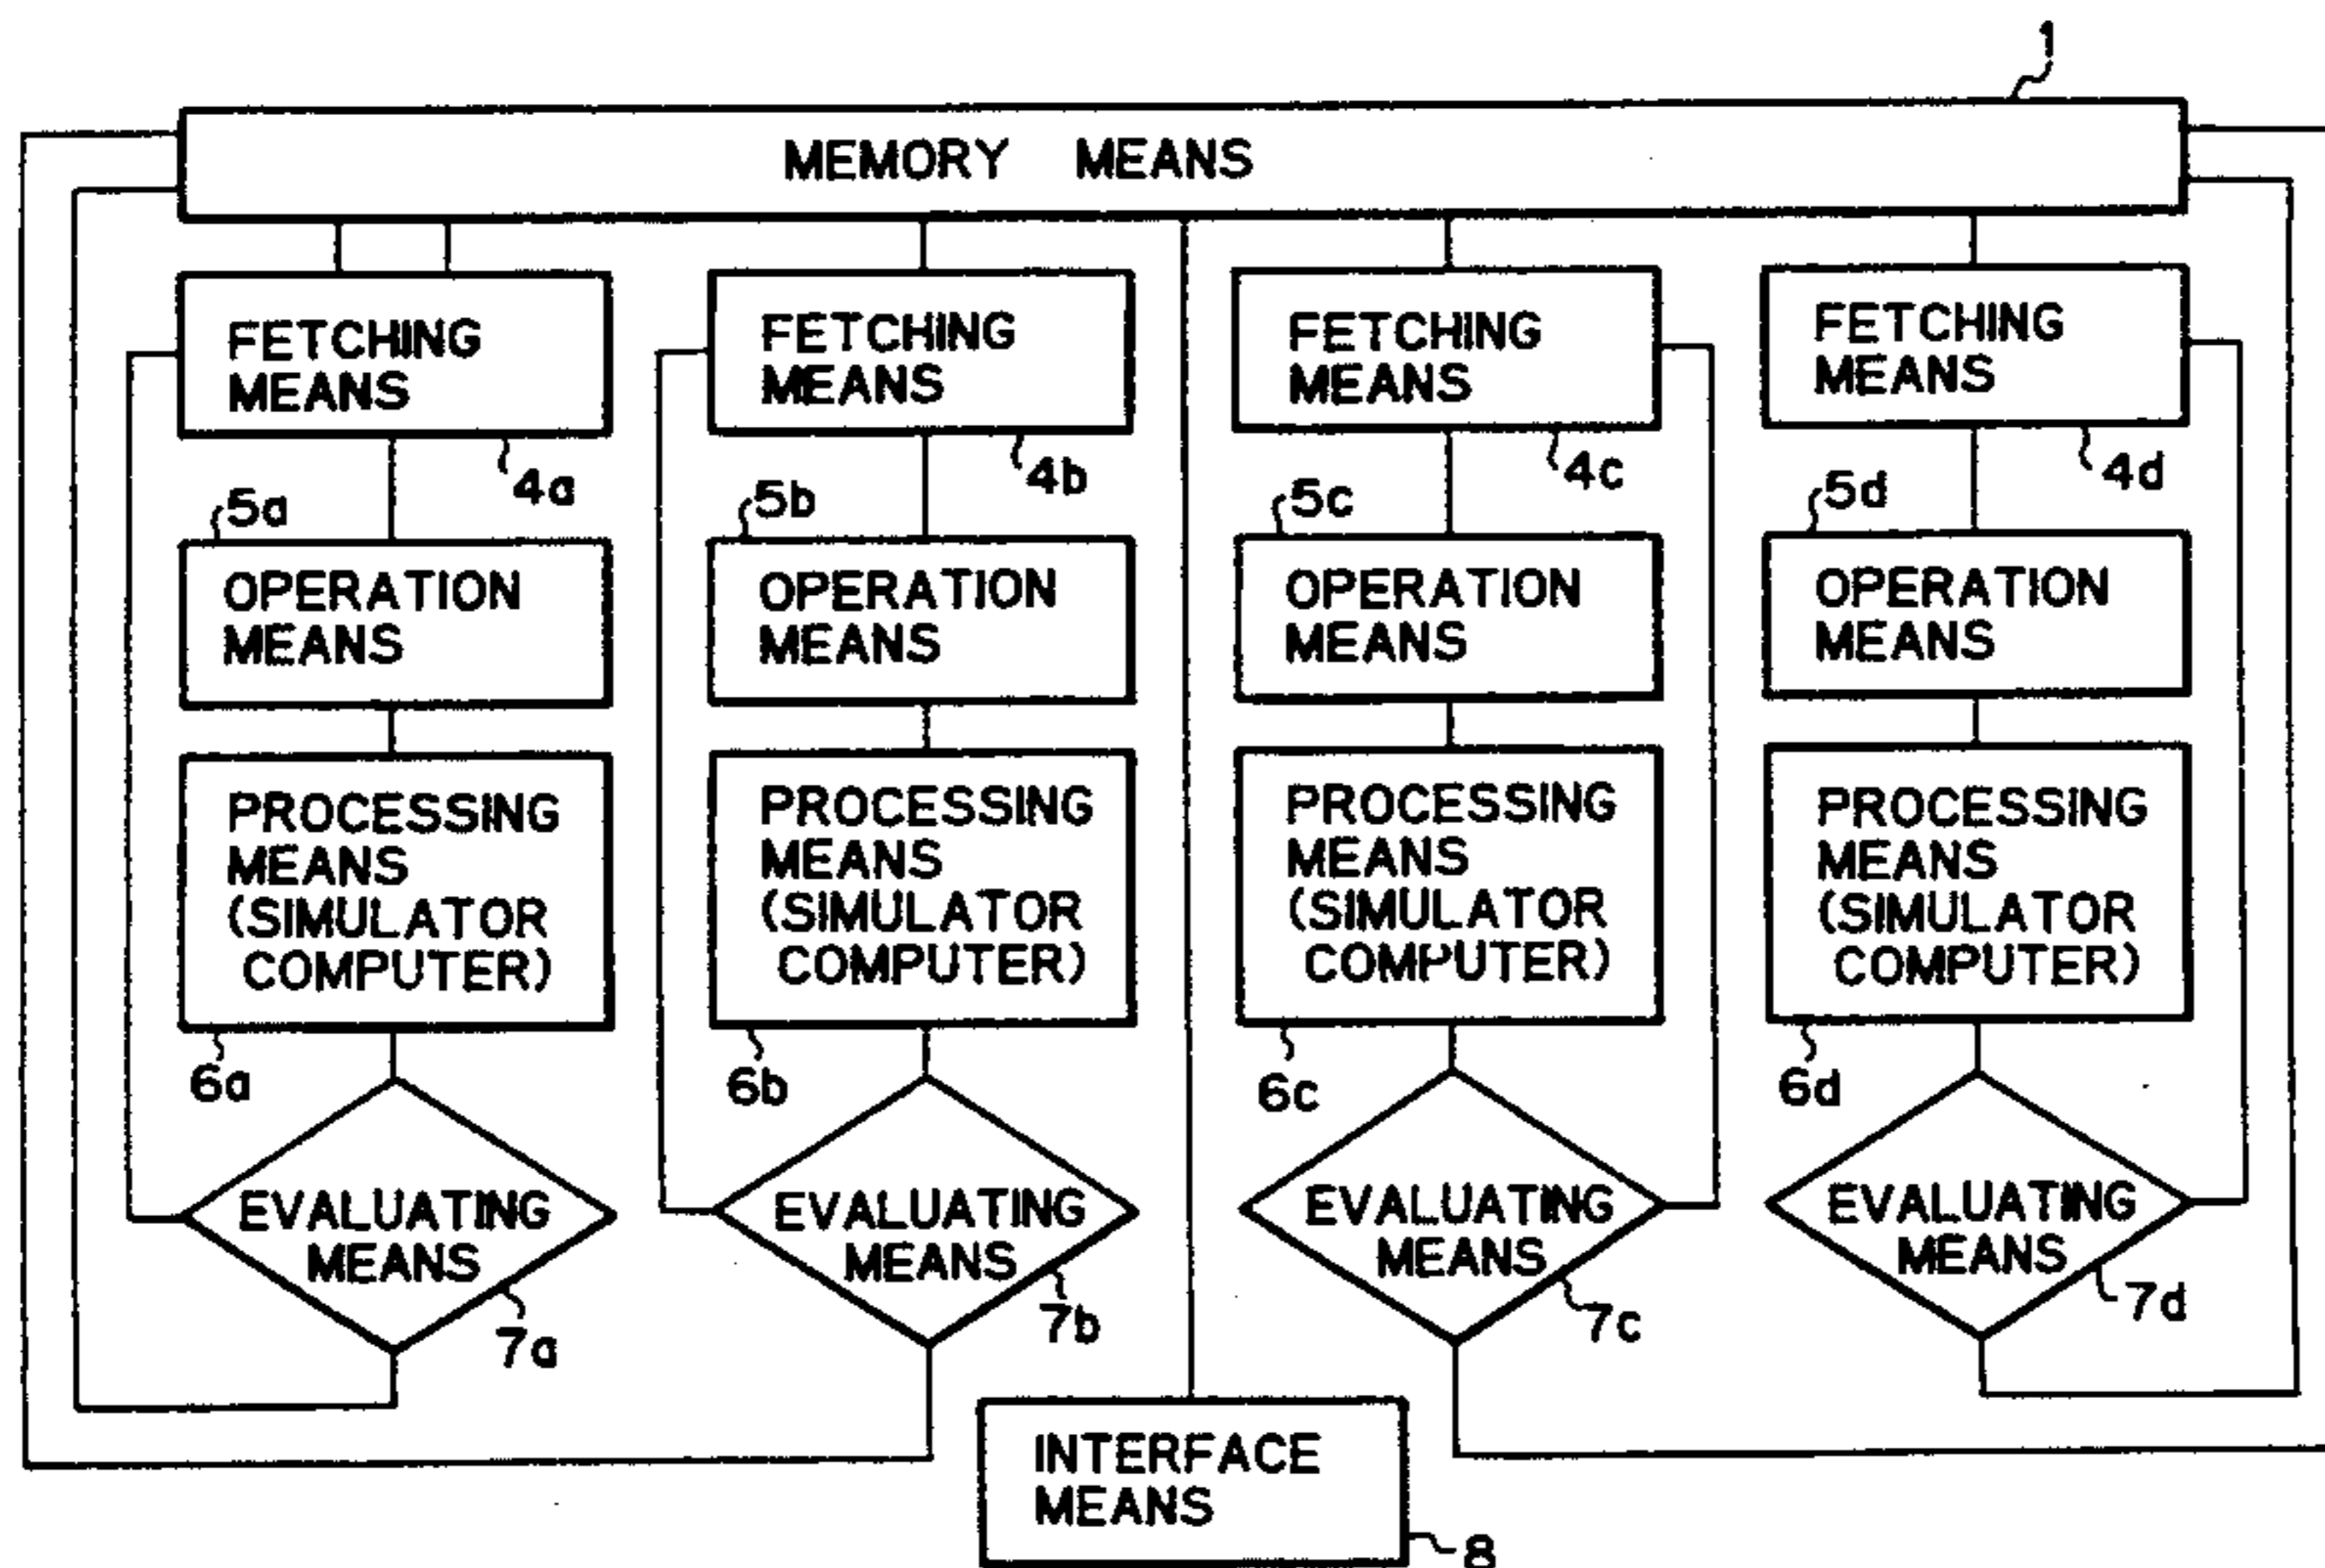 1
MEMORY MEANS
FETCHING
MEANS
4a
FETCHING
MEANS
4b
FETCHING
MEANS
4c
FETCHING
MEANS
4d
5a
OPERATION
MEANS
5b
OPERATION
MEANS
5c
OPERATION
MEANS
5d
OPERATION
MEANS
PROCESSING
MEANS
(SIMULATOR
COMPUTER)
6a
PROCESSING
MEANS
(SIMULATOR
COMPUTER)
6b
PROCESSING
MEANS
(SIMULATOR
COMPUTER)
6c
PROCESSING
MEANS
(SIMULATOR
COMPUTER)
6d
EVALUATING
MEANS
7a
EVALUATING
MEANS
7b
EVALUATING
MEANS
7c
EVALUATING
MEANS
7d
INTERFACE
MEANS
8